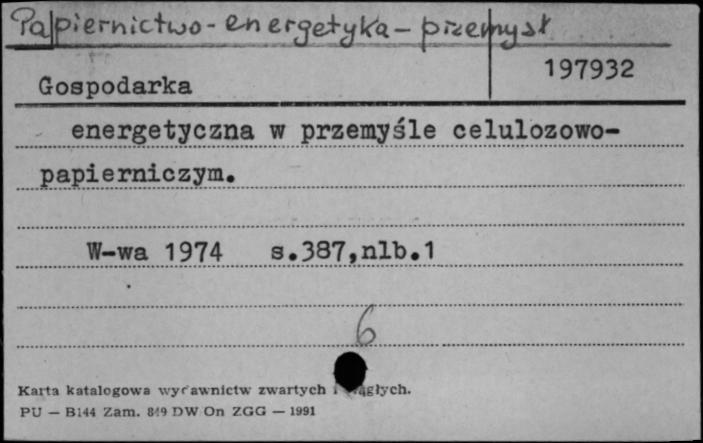 Papiernictwo - energetyka - przemysł
197932
Gospodarka
energetyczna w przemyśle celulozowo-
papierniczym.
W-wa 1974 s.387,nlb.1
6
Karta katalogowa wydawnictw zwartych i
PU — B144 Zam. 849 DW On ZGG — 1991